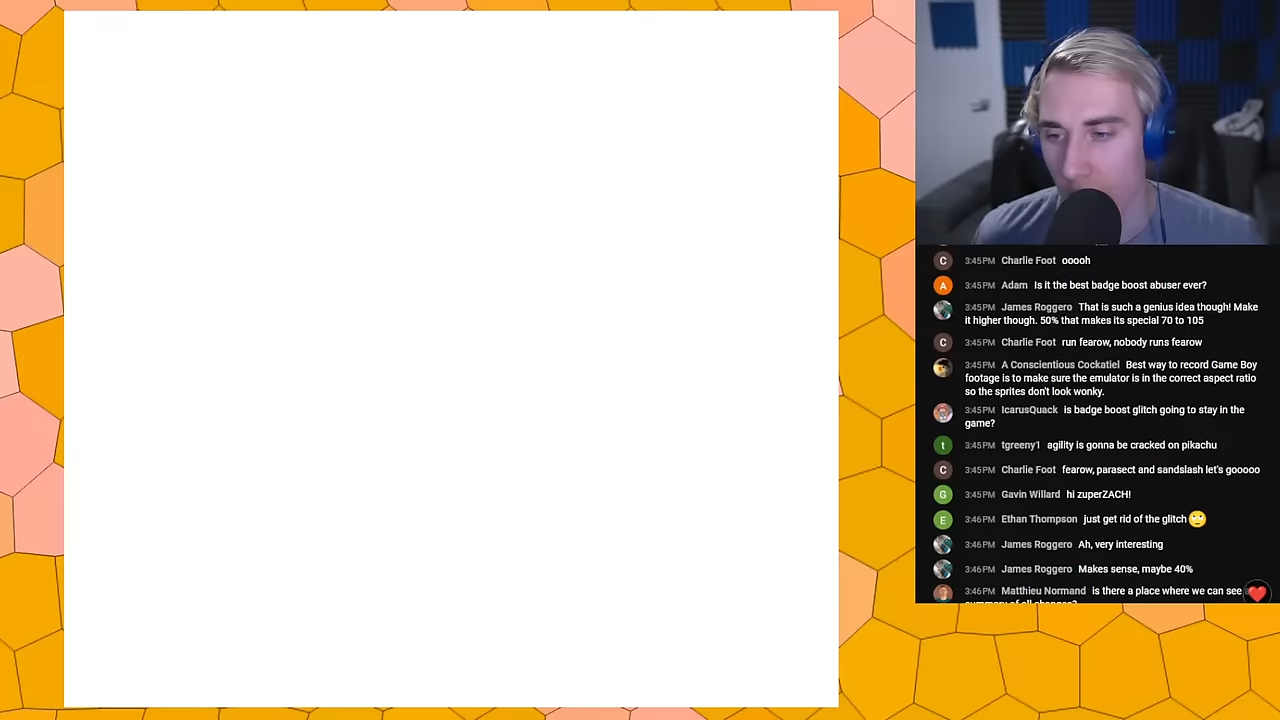 C 3:45PM Charlie Foot ooooh
A 3:45PM Adam Is it the best badge boost abuser ever?
3:45PM James Roggero That is such a genius idea though! Make
it higher though. 50% that makes its special 70 to 105
C 3:45PM Charlie Foot run fearow, nobody runs fearow
3:45PM A Conscientious Cockatiel Best way to record Game Boy
footage is to make sure the emulator is in the correct aspect ratio
so the sprites don't look wonky.
3:45PM IcarusQuack is badge boost glitch going to stay in the
game?
t 3:45PM tgreeny1 agility is gonna be cracked on pikachu
C 3:45PM Charlie Foot fearow, parasect and sandslash let's gooooo
G 3:45PM Gavin Willard hi zuperZACH!
E 3:46PM Ethan Thompson just get rid of the glitch🙄
3:46PM James Roggero Ah, very interesting
3:46PM James Roggero Makes sense, maybe 40%
3:46PM Matthieu Normand is there a place where we can see
summary of all changes?